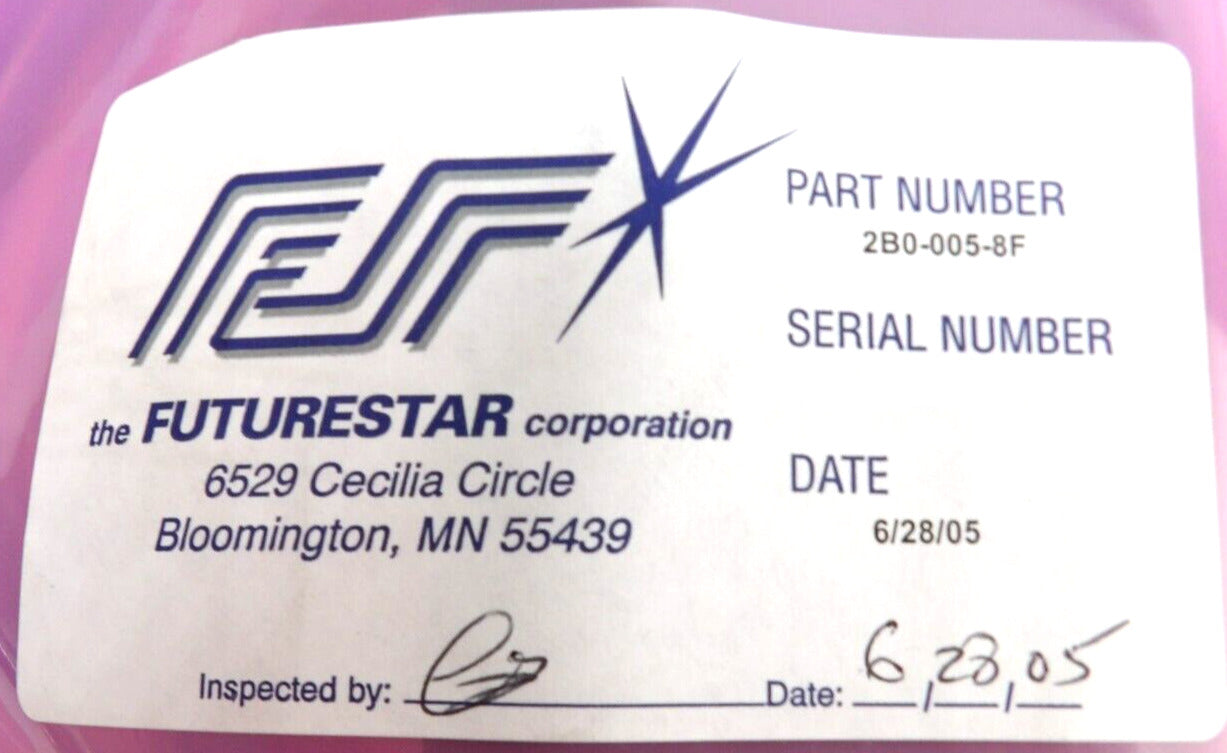 FSF
the FUTURESTAR corporation
6529 Cecilia Circle
Bloomington, MN 55439
PART NUMBER
2B0-005-8F
SERIAL NUMBER
DATE
6/28/05
Inspected by:
Date: 6/28/05